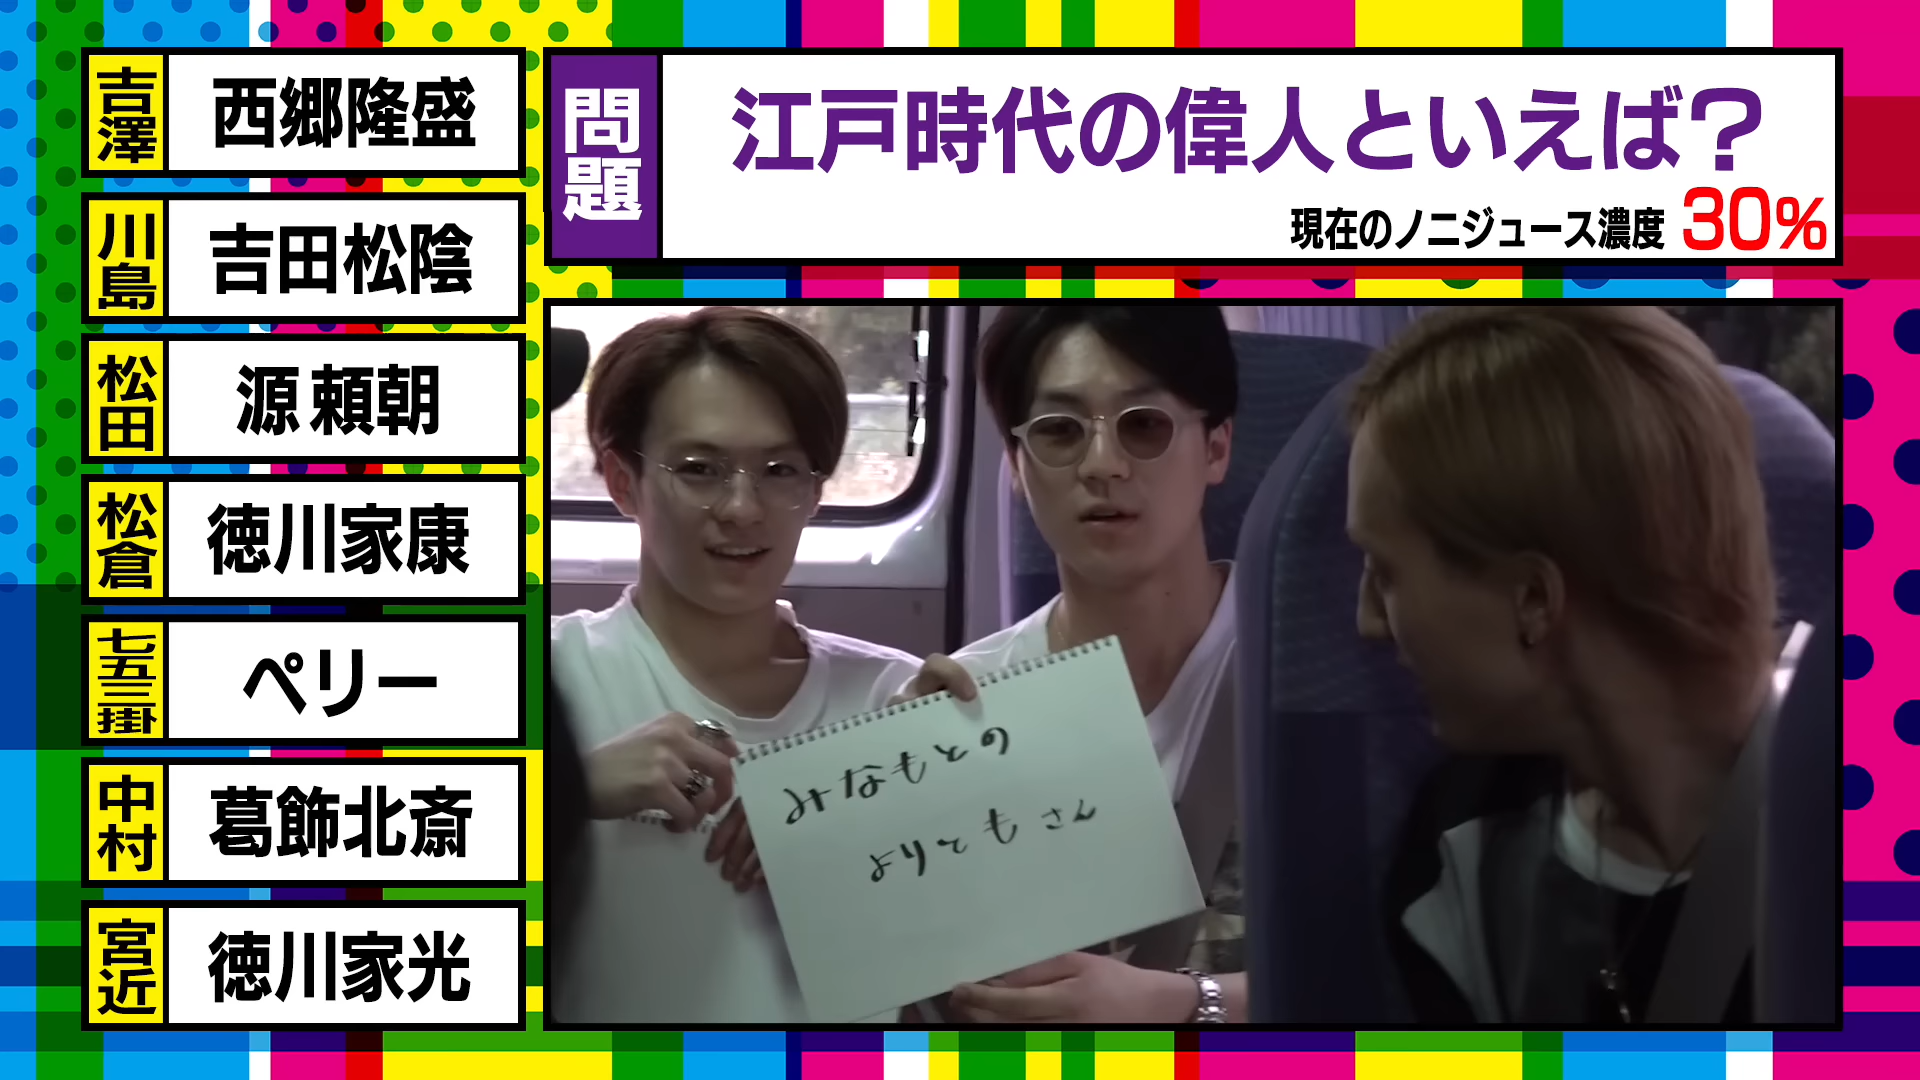 吉澤
西郷隆盛
川島
吉田松陰
松田
源頼朝
松倉
徳川家康
七五三掛
ペリー
中村
葛飾北斎
宮近
徳川家光
問題
江戸時代の偉人といえば？
現在のノニジュース濃度 30%
みなもとの
よりともさん